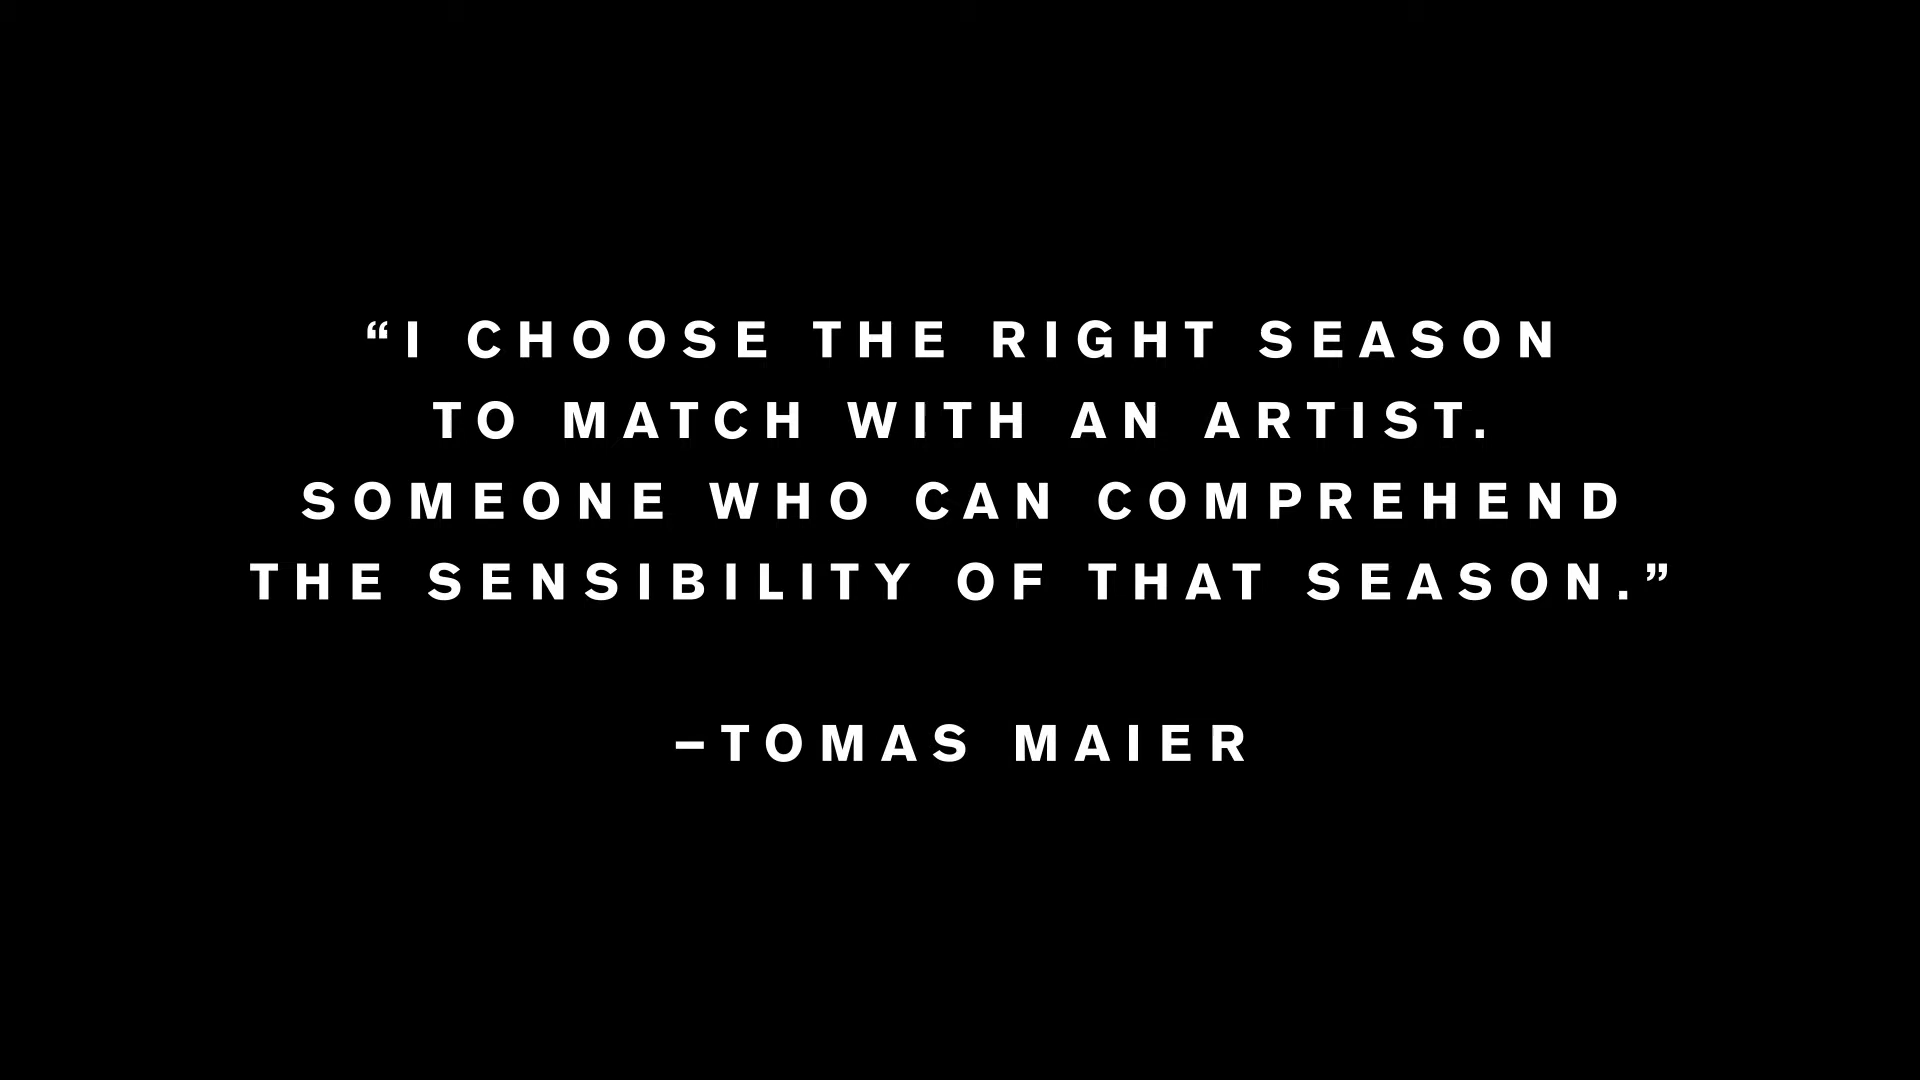 “I CHOOSE THE RIGHT SEASON
TO MATCH WITH AN ARTIST.
SOMEONE WHO CAN COMPREHEND
THE SENSIBILITY OF THAT SEASON.”
–TOMAS MAIER